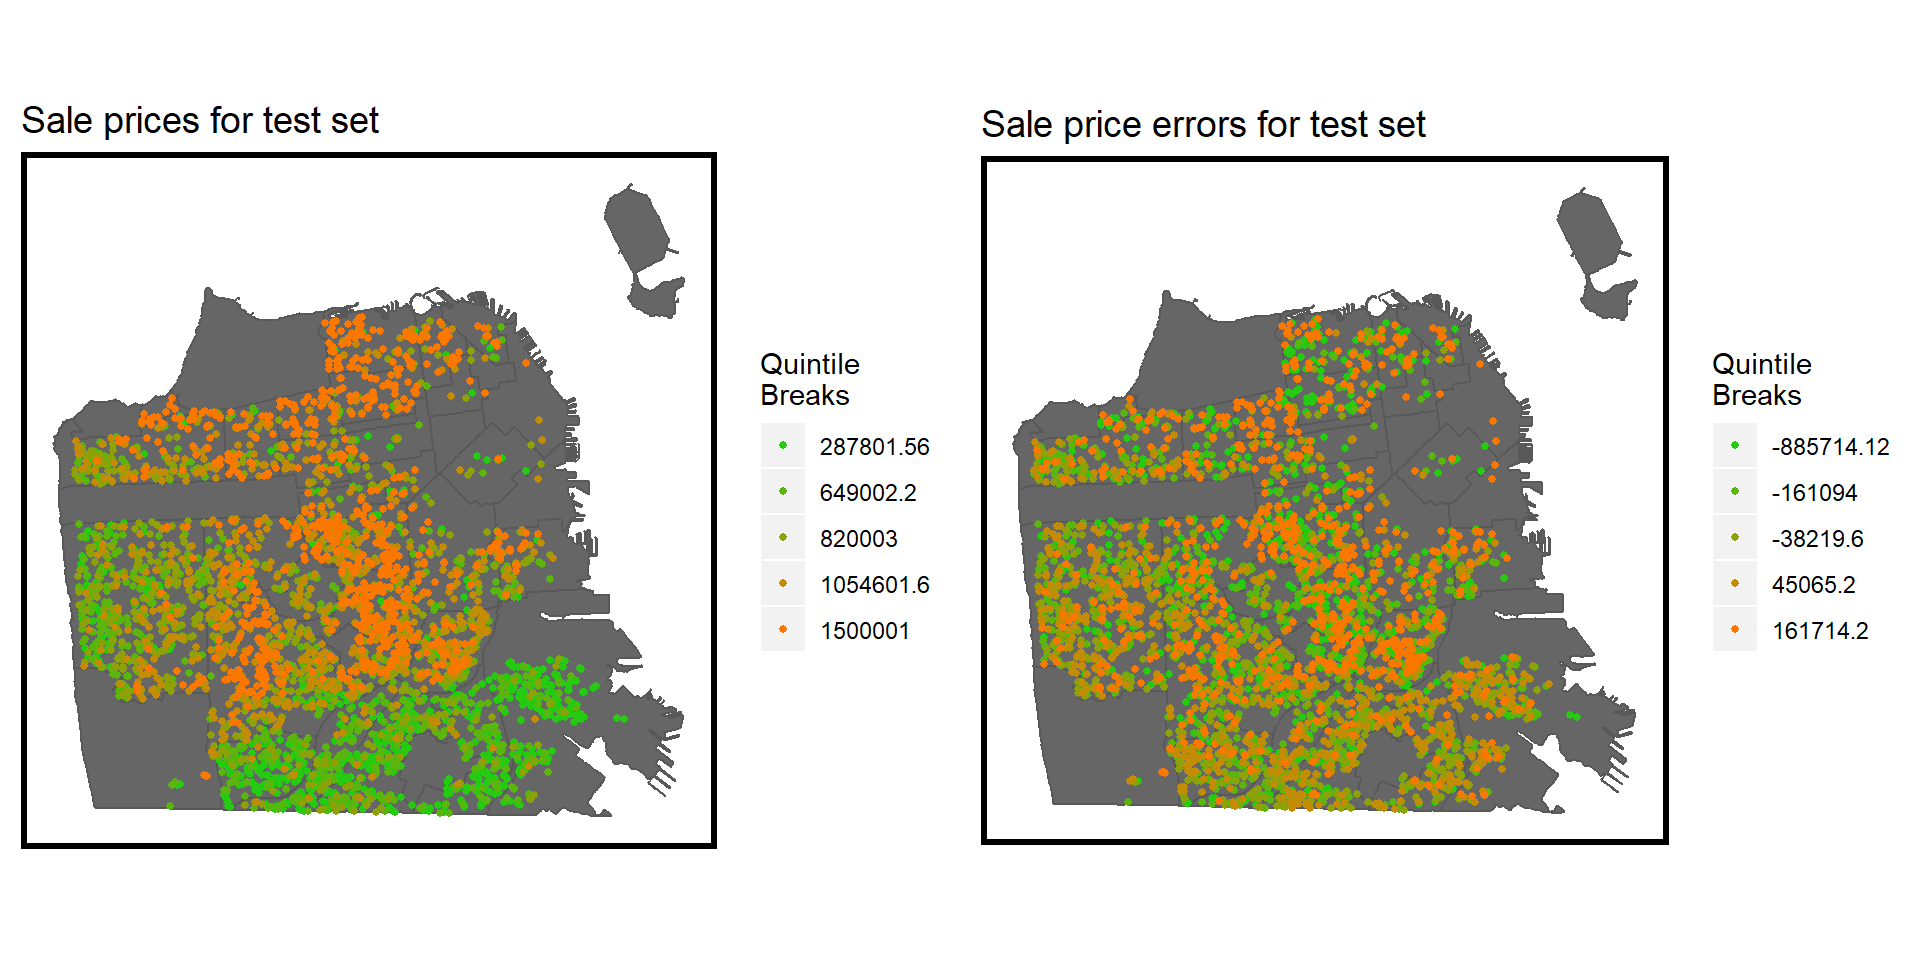 Sale prices for test set
Quintile
Breaks
287801.56
649002.2
820003
1054601.6
1500001
Sale price errors for test set
Quintile
Breaks
-885714.12
-161094
-38219.6
45065.2
161714.2